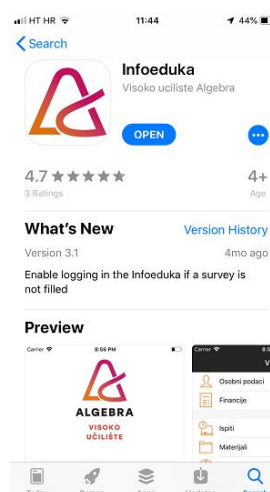 HT HR 11:44 44%
Search
Infoeduka
Visoko uciliste Algebra
OPEN
4.7 4+
3 Ratings Age
What's New Version History
Version 3.1 4mo ago
Enable logging in the Infoeduka if a survey is
not filled
Preview
Carrier 8:56 PM
ALGEBRA
VISOKO
UČILIŠTE
Carrier 8:5
V
Osobni podaci
Financije
Ispiti
Materijali